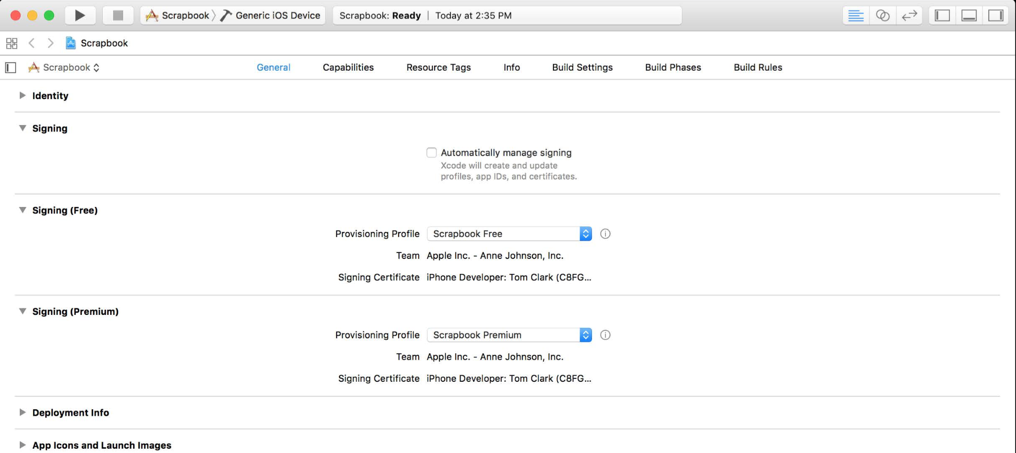 Scrapbook Generic iOS Device Scrapbook: Ready | Today at 2:35 PM
Scrapbook
Scrapbook General Capabilities Resource Tags Info Build Settings Build Phases Build Rules
Identity
Signing
Automatically manage signing
Xcode will create and update
profiles, app IDs, and certificates.
Signing (Free)
Provisioning Profile Scrapbook Free
Team Apple Inc. - Anne Johnson, Inc.
Signing Certificate iPhone Developer: Tom Clark (C8FG...
Signing (Premium)
Provisioning Profile Scrapbook Premium
Team Apple Inc. - Anne Johnson, Inc.
Signing Certificate iPhone Developer: Tom Clark (C8FG...
Deployment Info
App Icons and Launch Images